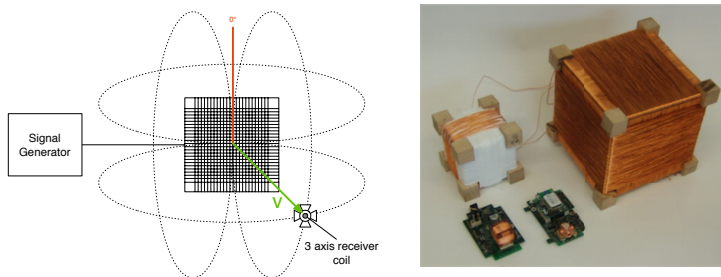 0°
Signal
Generator
V
3 axis receiver
coil